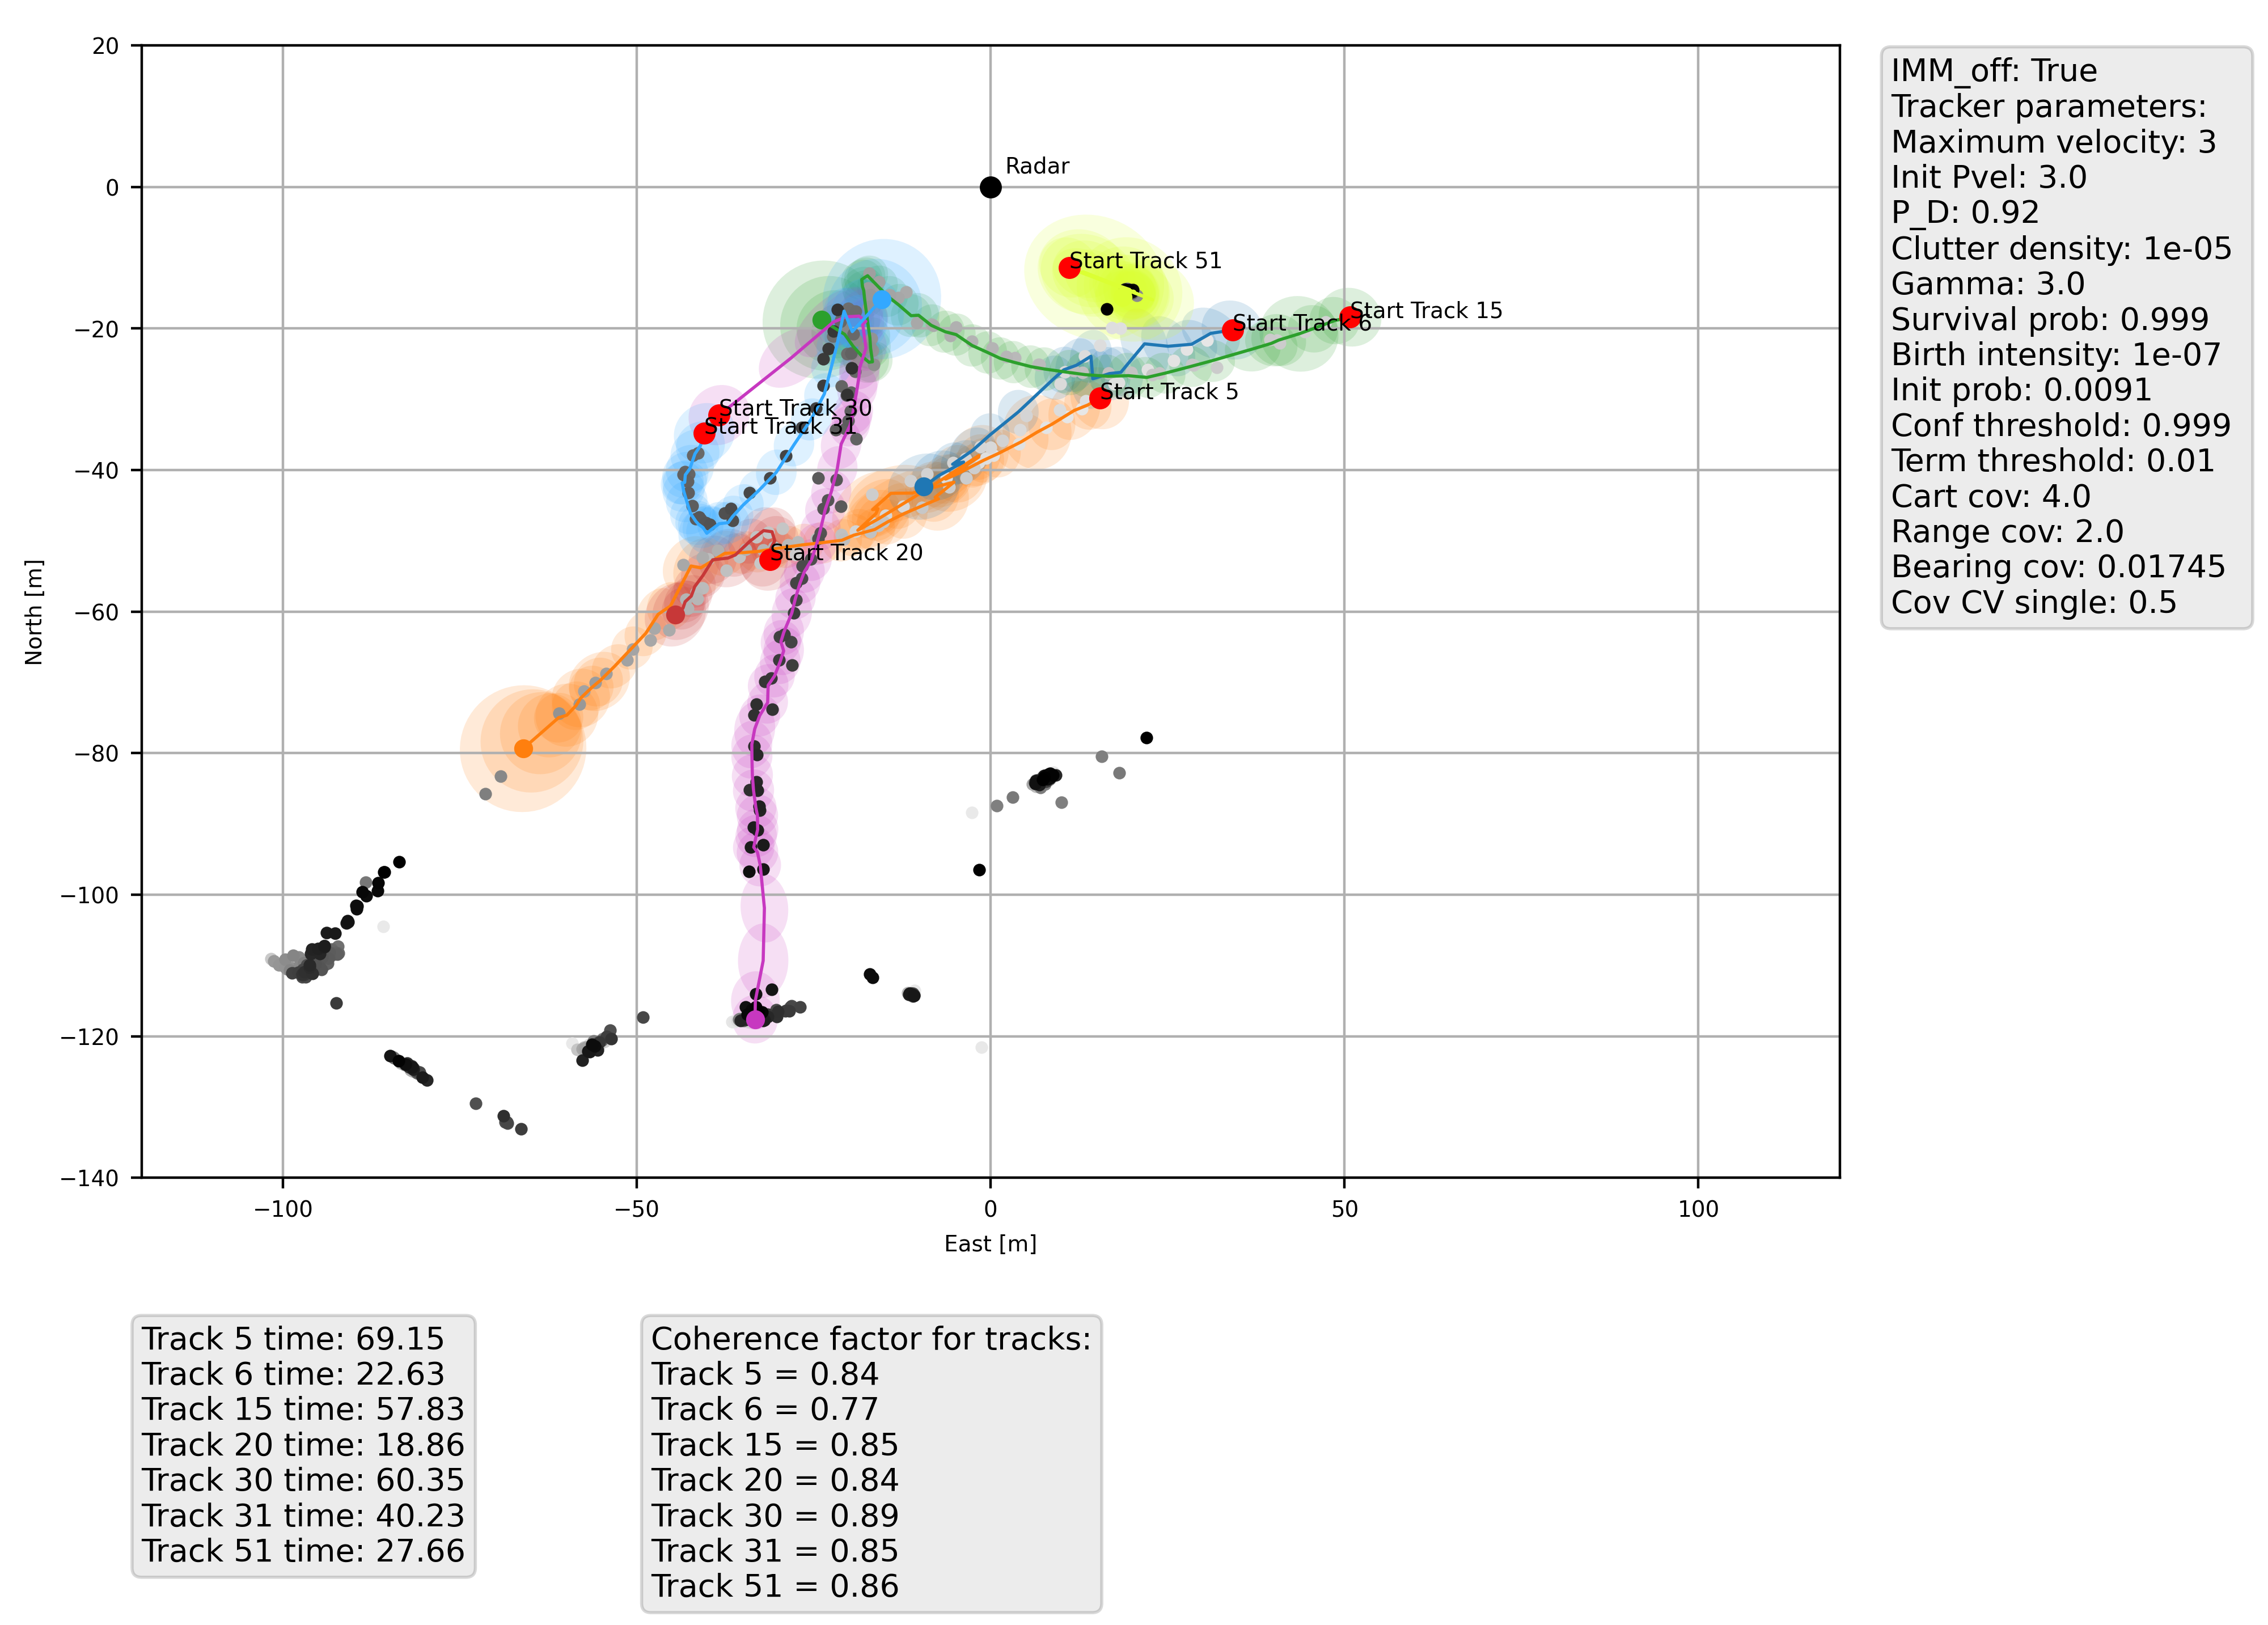 20
0
−20
−40
−60
−80
−100
−120
−140
North [m]
−100
−50
0
50
100
East [m]
Radar
Start Track 51
Start Track 15
Start Track 6
Start Track 5
Start Track 30
Start Track 31
Start Track 20
IMM_off: True
Tracker parameters:
Maximum velocity: 3
Init Pvel: 3.0
P_D: 0.92
Clutter density: 1e-05
Gamma: 3.0
Survival prob: 0.999
Birth intensity: 1e-07
Init prob: 0.0091
Conf threshold: 0.999
Term threshold: 0.01
Cart cov: 4.0
Range cov: 2.0
Bearing cov: 0.01745
Cov CV single: 0.5
Track 5 time: 69.15
Track 6 time: 22.63
Track 15 time: 57.83
Track 20 time: 18.86
Track 30 time: 60.35
Track 31 time: 40.23
Track 51 time: 27.66
Coherence factor for tracks:
Track 5 = 0.84
Track 6 = 0.77
Track 15 = 0.85
Track 20 = 0.84
Track 30 = 0.89
Track 31 = 0.85
Track 51 = 0.86